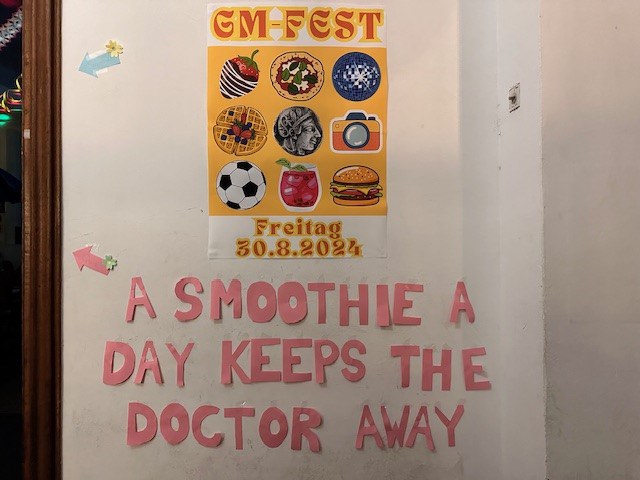 GM-FEST
Freitag
30.8.2024
A SMOOTHIE A
DAY KEEPS THE
DOCTOR AWAY